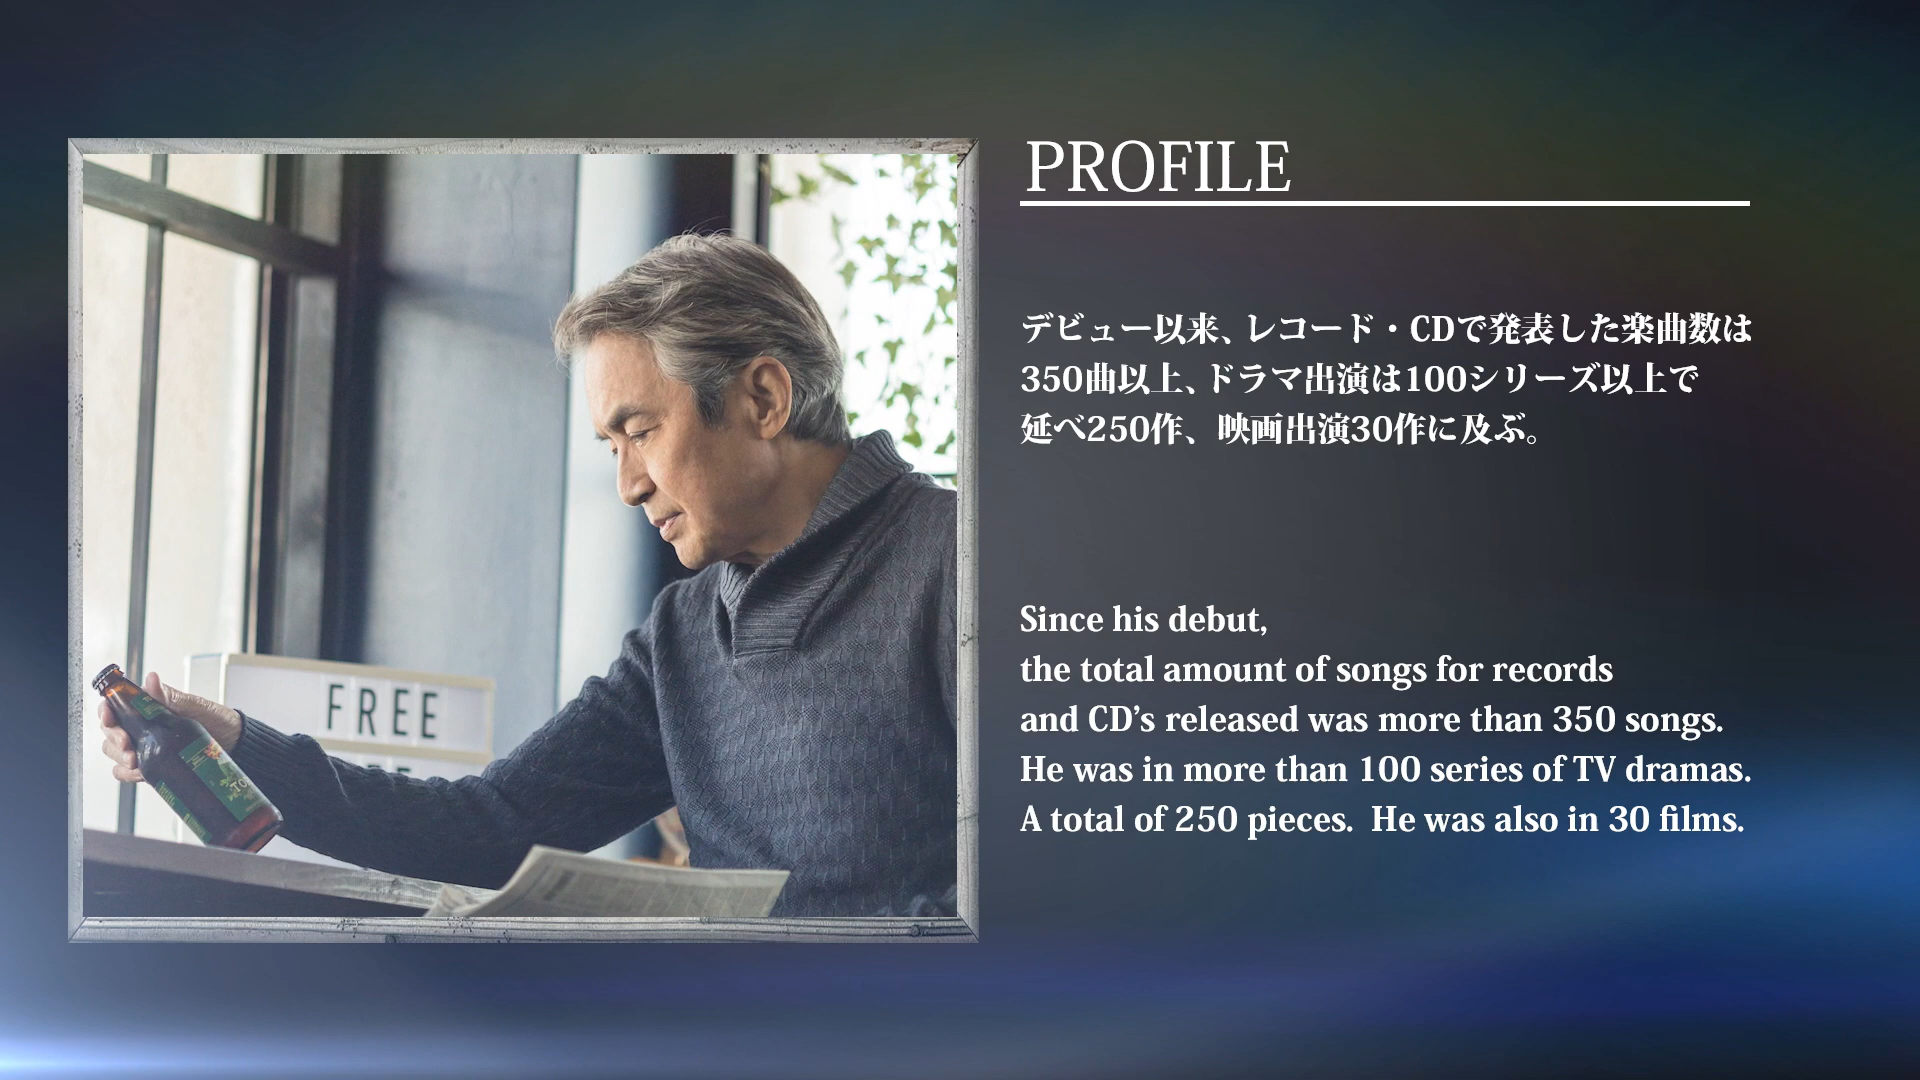 PROFILE
デビュー以来、レコード・CDで発表した楽曲数は
350曲以上、ドラマ出演は100シリーズ以上で
延べ250作、映画出演30作に及ぶ。
Since his debut,
the total amount of songs for records
and CD’s released was more than 350 songs.
He was in more than 100 series of TV dramas.
A total of 250 pieces.  He was also in 30 films.
FREE